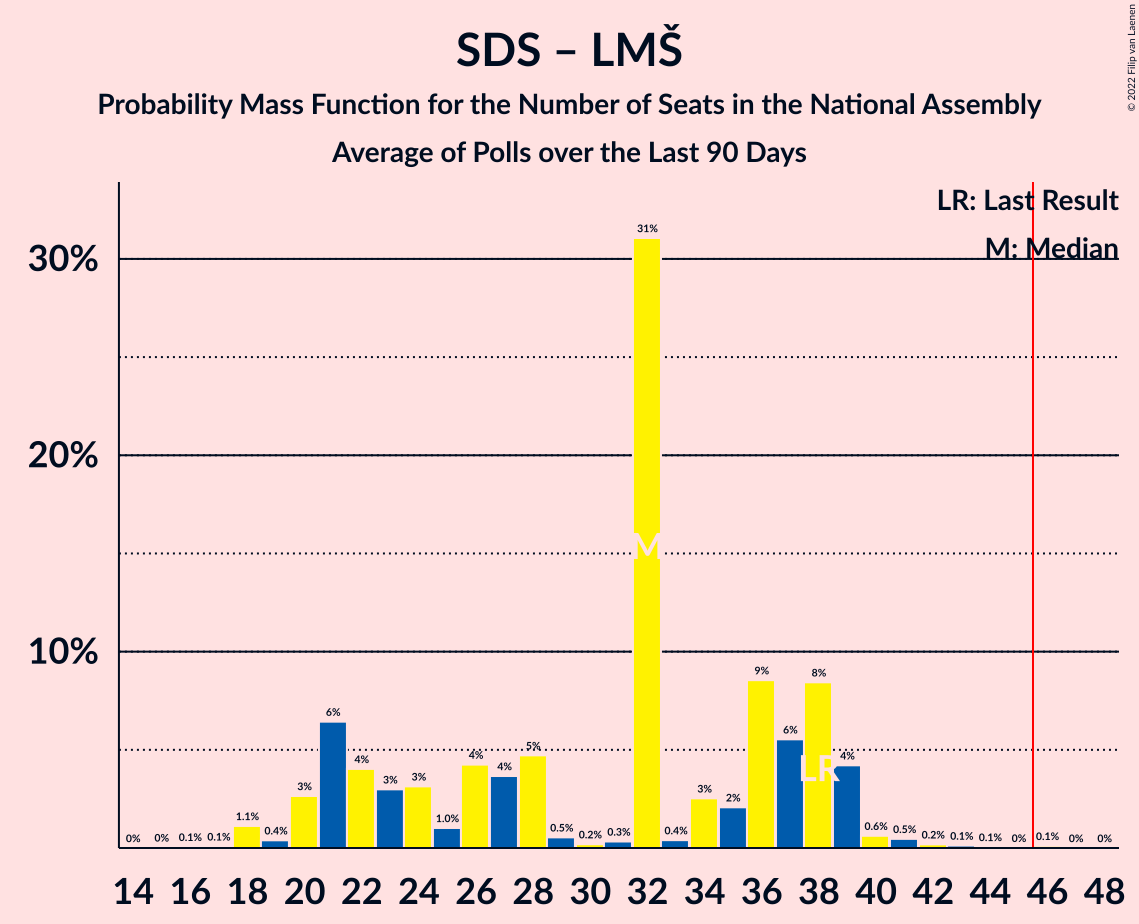 SDS – LMŠ
Probability Mass Function for the Number of Seats in the National Assembly
Average of Polls over the Last 90 Days
© 2022 Filip van Laenen
LR: Last Result
M: Median
30%
20%
10%
0% 0% 0.1% 0.1% 1.1% 0.4% 3% 6% 4% 3% 3% 1.0% 4% 4% 5% 0.5% 0.2% 0.3% 31% 0.4% 3% 2% 9% 6% 8% 4% 0.6% 0.5% 0.2% 0.1% 0.1% 0% 0.1% 0% 0%
M
LR
14 16 18 20 22 24 26 28 30 32 34 36 38 40 42 44 46 48